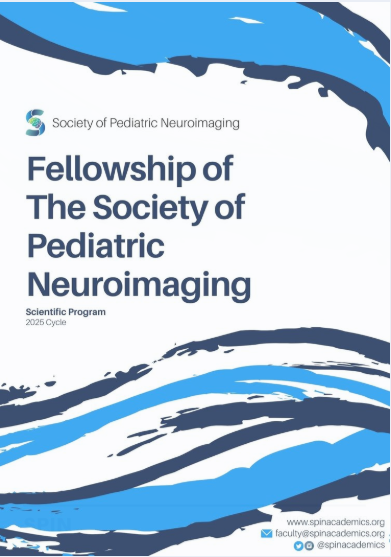 Society of Pediatric Neuroimaging
Fellowship of
The Society of
Pediatric
Neuroimaging
Scientific Program
2025 Cycle
www.spinacademics.org
faculty@spinacademics.org
@spinacademics